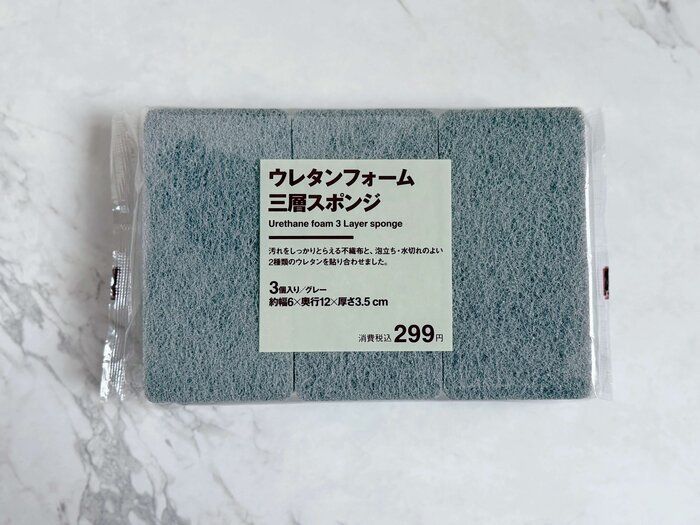 ウレタンフォーム
三層スポンジ
Urethane foam 3 Layer sponge
汚れをしっかりとらえる不織布と、泡立ち・水切れのよい
2種類のウレタンを貼り合わせました。
3個入り/グレー
約幅6×奥行12×厚さ3.5cm
消費税込299円